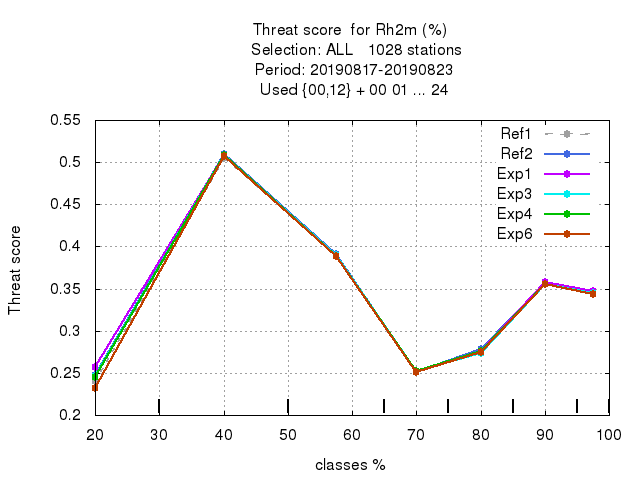 Threat score  for Rh2m (%)
Selection: ALL   1028 stations
Period: 20190817-20190823
Used {00,12} + 00 01 ... 24
0.55
0.5
0.45
0.4
0.35
0.3
0.25
0.2
Threat score
Ref1
Ref2
Exp1
Exp3
Exp4
Exp6
20 30 40 50 60 70 80 90 100
classes %